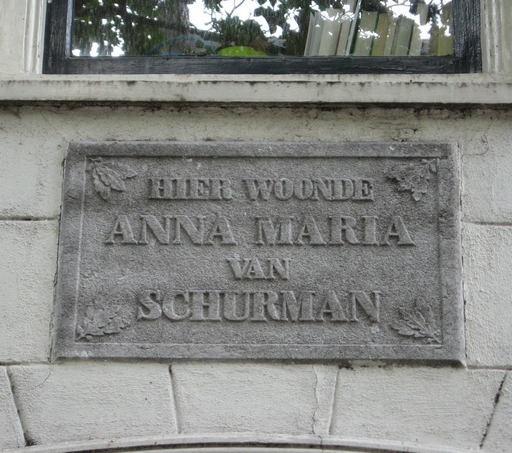 HIER WOONDE
ANNA MARIA
VAN
SCHURMAN